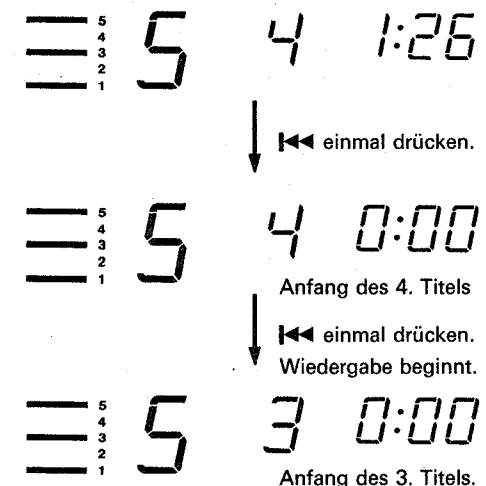 5
4
3
2
1
5 4 1:26
⏮ einmal drücken.
5
4
3
2
1
5 4 0:00
Anfang des 4. Titels
⏮ einmal drücken.
Wiedergabe beginnt.
5
4
3
2
1
5 3 0:00
Anfang des 3. Titels.